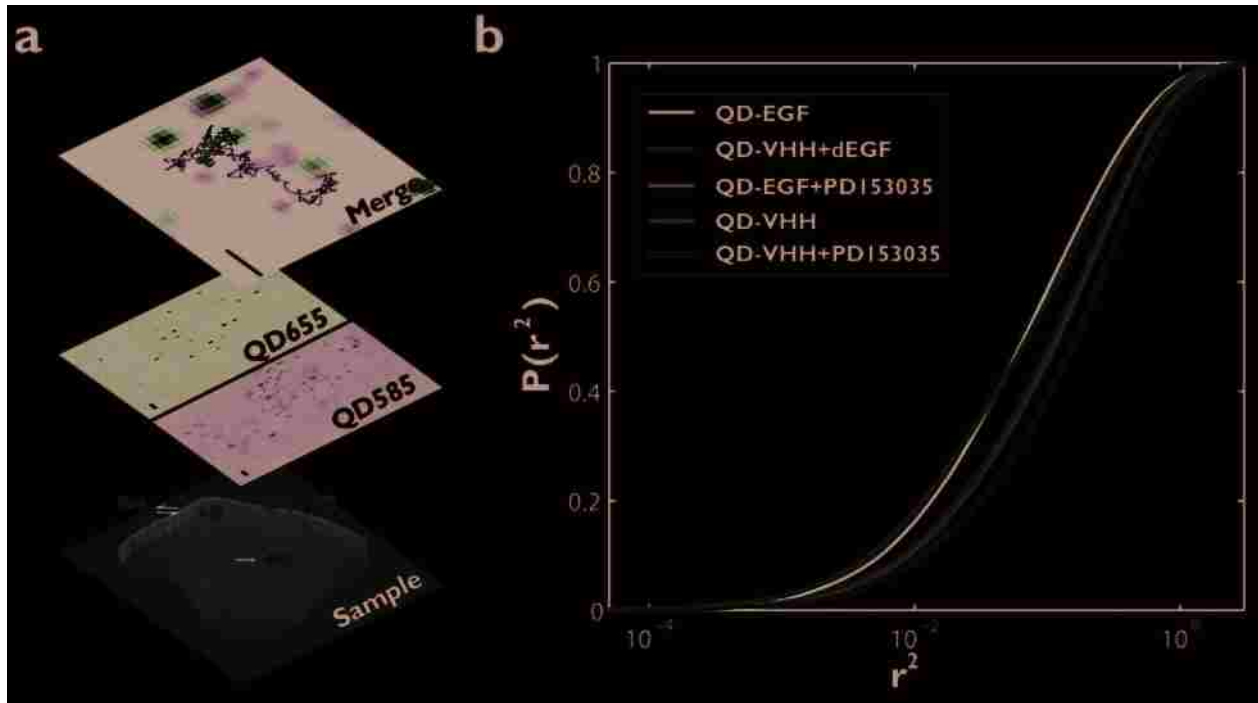 a
Merge
QD655
QD585
Sample
b
1
0.8
0.6
0.4
0.2
0
P(r²)
QD-EGF
QD-VHH+dEGF
QD-EGF+PD153035
QD-VHH
QD-VHH+PD153035
10⁻⁴
10⁻²
10⁰
r²